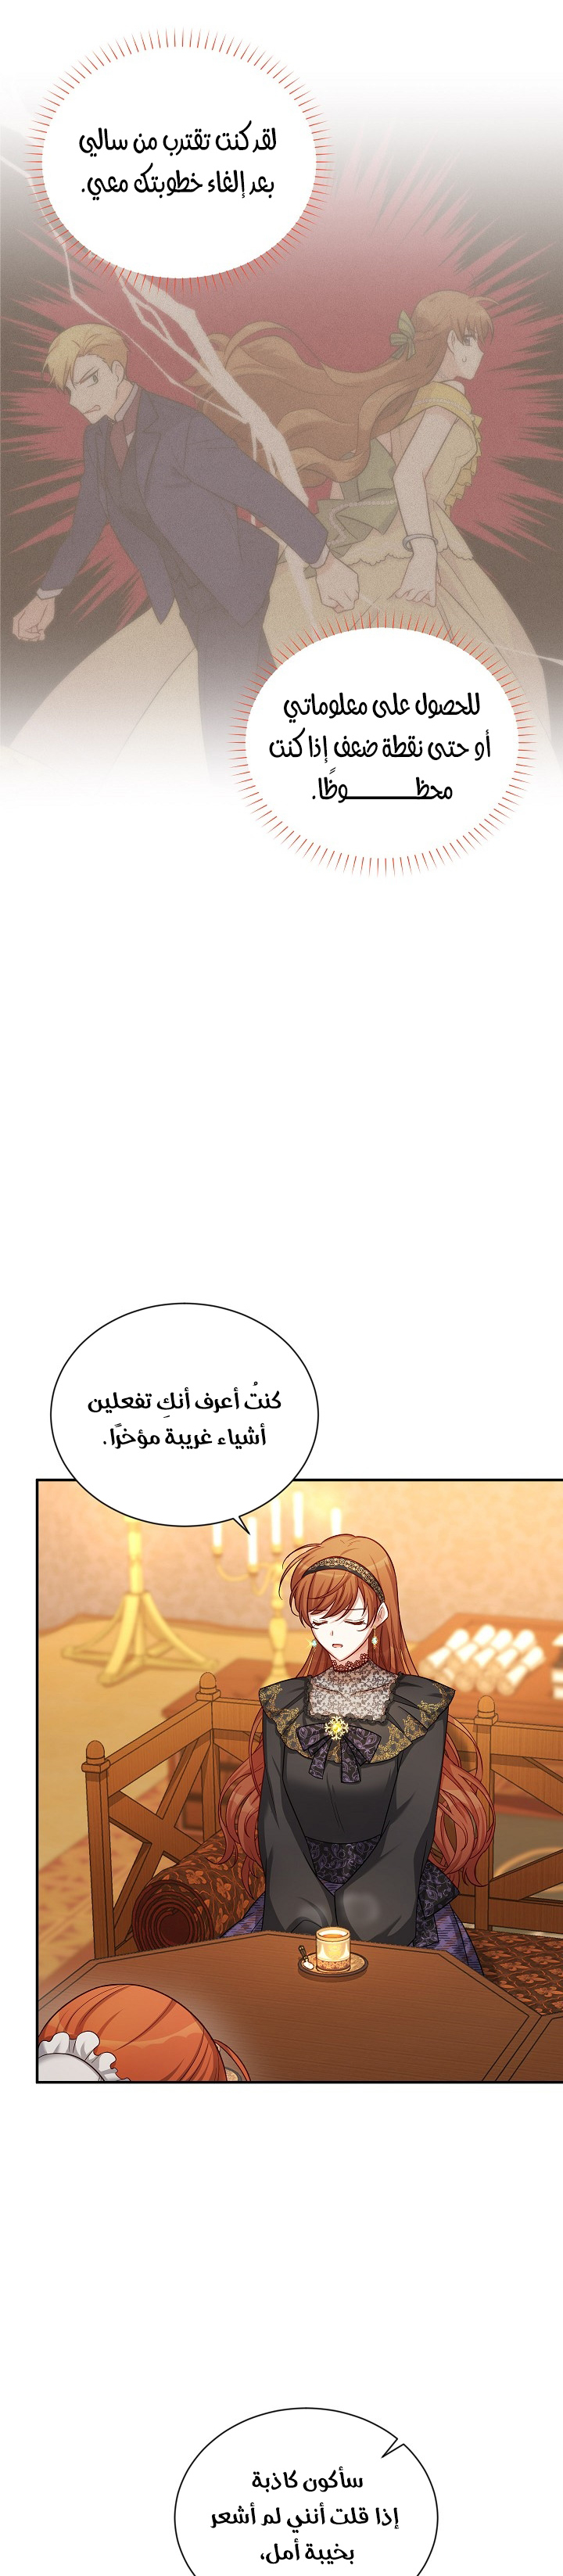 لقد كنت تقترب من سالي
بعد إلغاء خطوبتك معي.
للحصول على معلوماتي
أو حتى نقطة ضعف إذا كنت
محظـــــــــوظًا.
كنتُ أعرف أنكِ تفعلين
أشياء غريبة مؤخرًا.
سأكون كاذبة
إذا قلت أنني لم أشعر
بخيبة أمل،